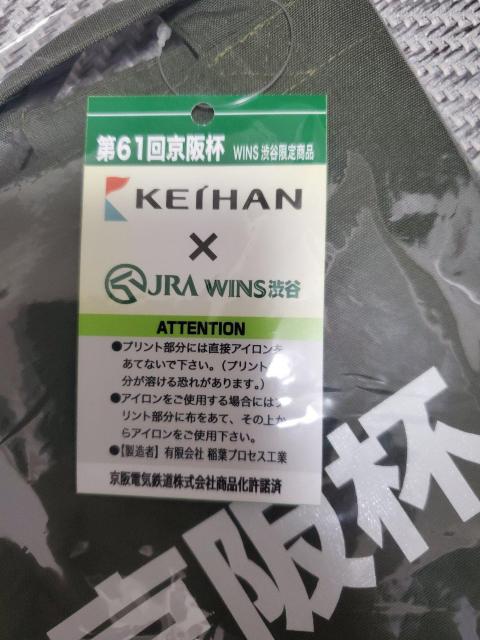 第61回京阪杯 WINS 渋谷限定商品
KEIHAN
×
JRA WINS渋谷
ATTENTION
●プリント部分には直接アイロンを
あてないで下さい。(プリント
分が溶ける恐れがあります。)
●アイロンをご使用する場合にはプ
リント部分に布をあて、その上か
らアイロンをご使用下さい。
●【製造者】有限会社 稲葉プロセス工業
京阪電気鉄道株式会社商品化許諾済
京阪杯